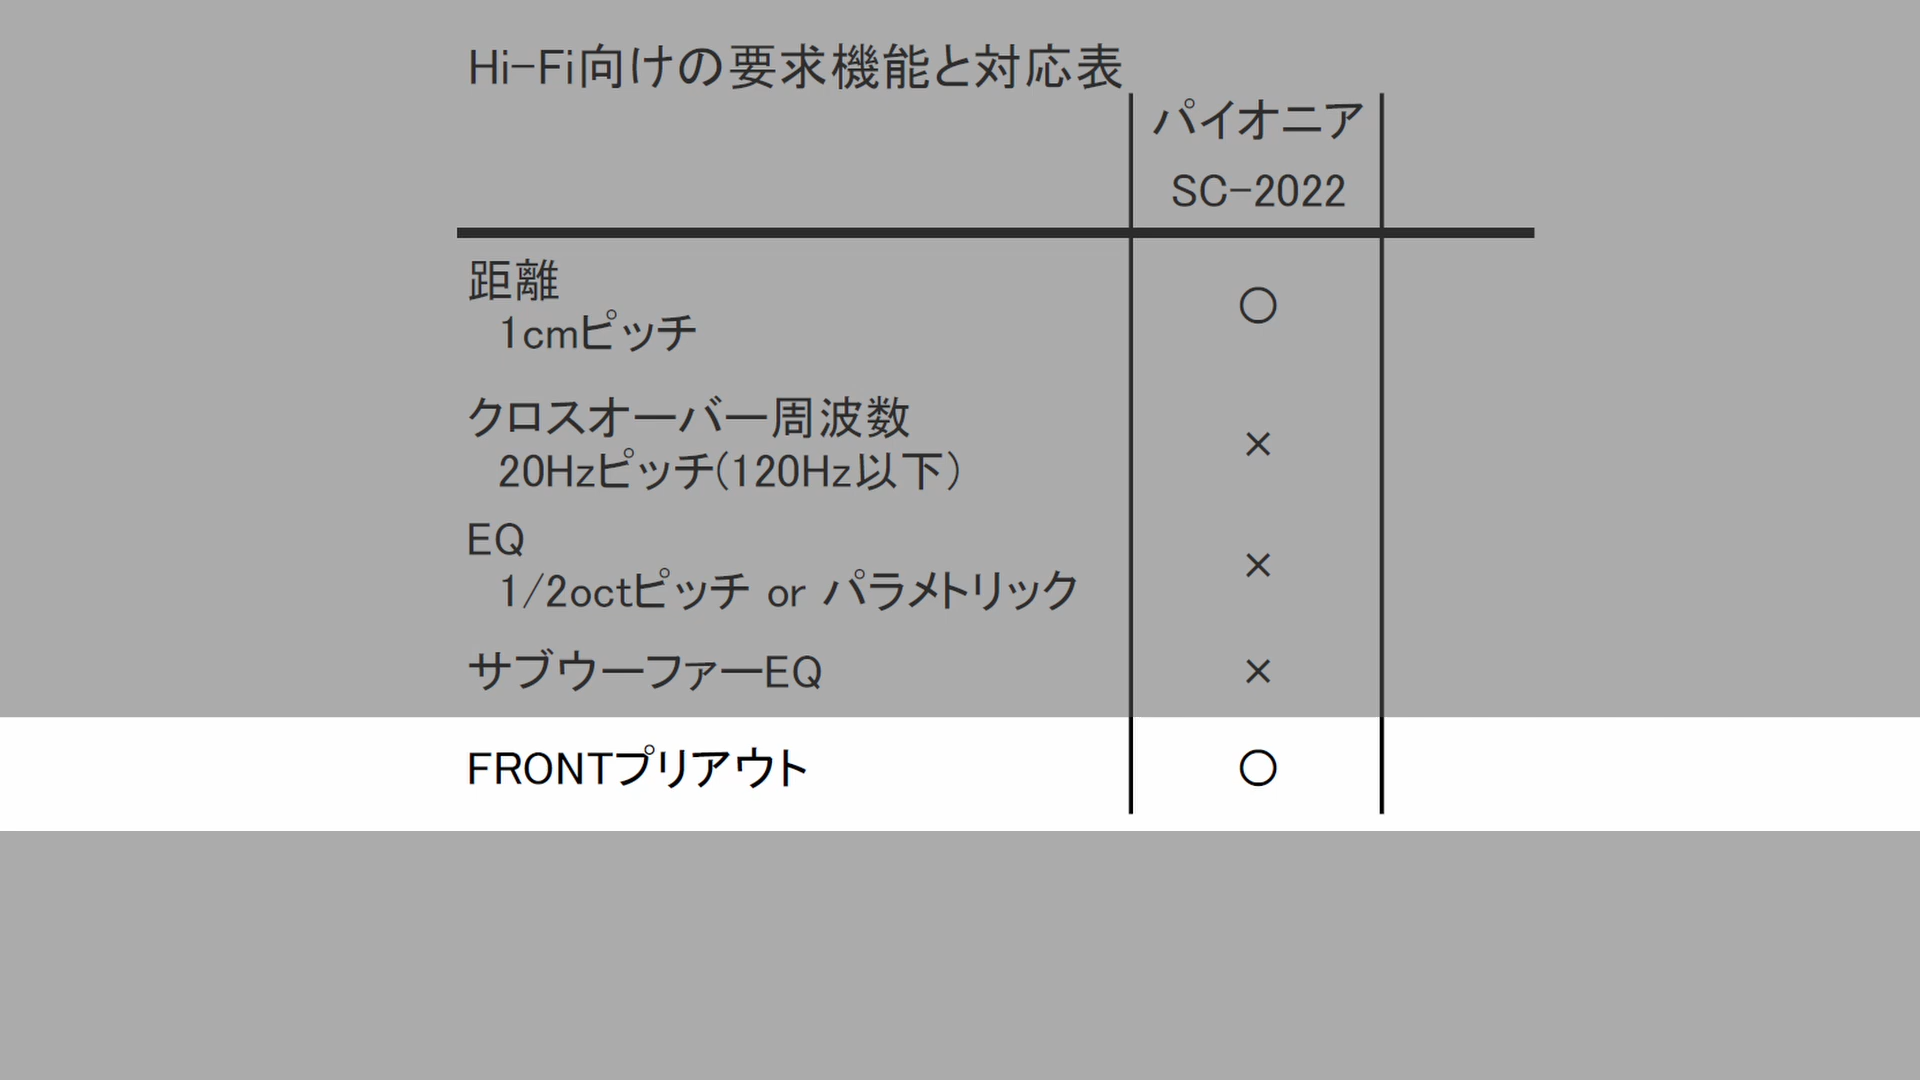 Hi-Fi向けの要求機能と対応表
パイオニア
SC-2022
距離
1cmピッチ
○
クロスオーバー周波数
20Hzピッチ(120Hz以下)
×
EQ
1/2octピッチ or パラメトリック
×
サブウーファーEQ
×
FRONTプリアウト
○